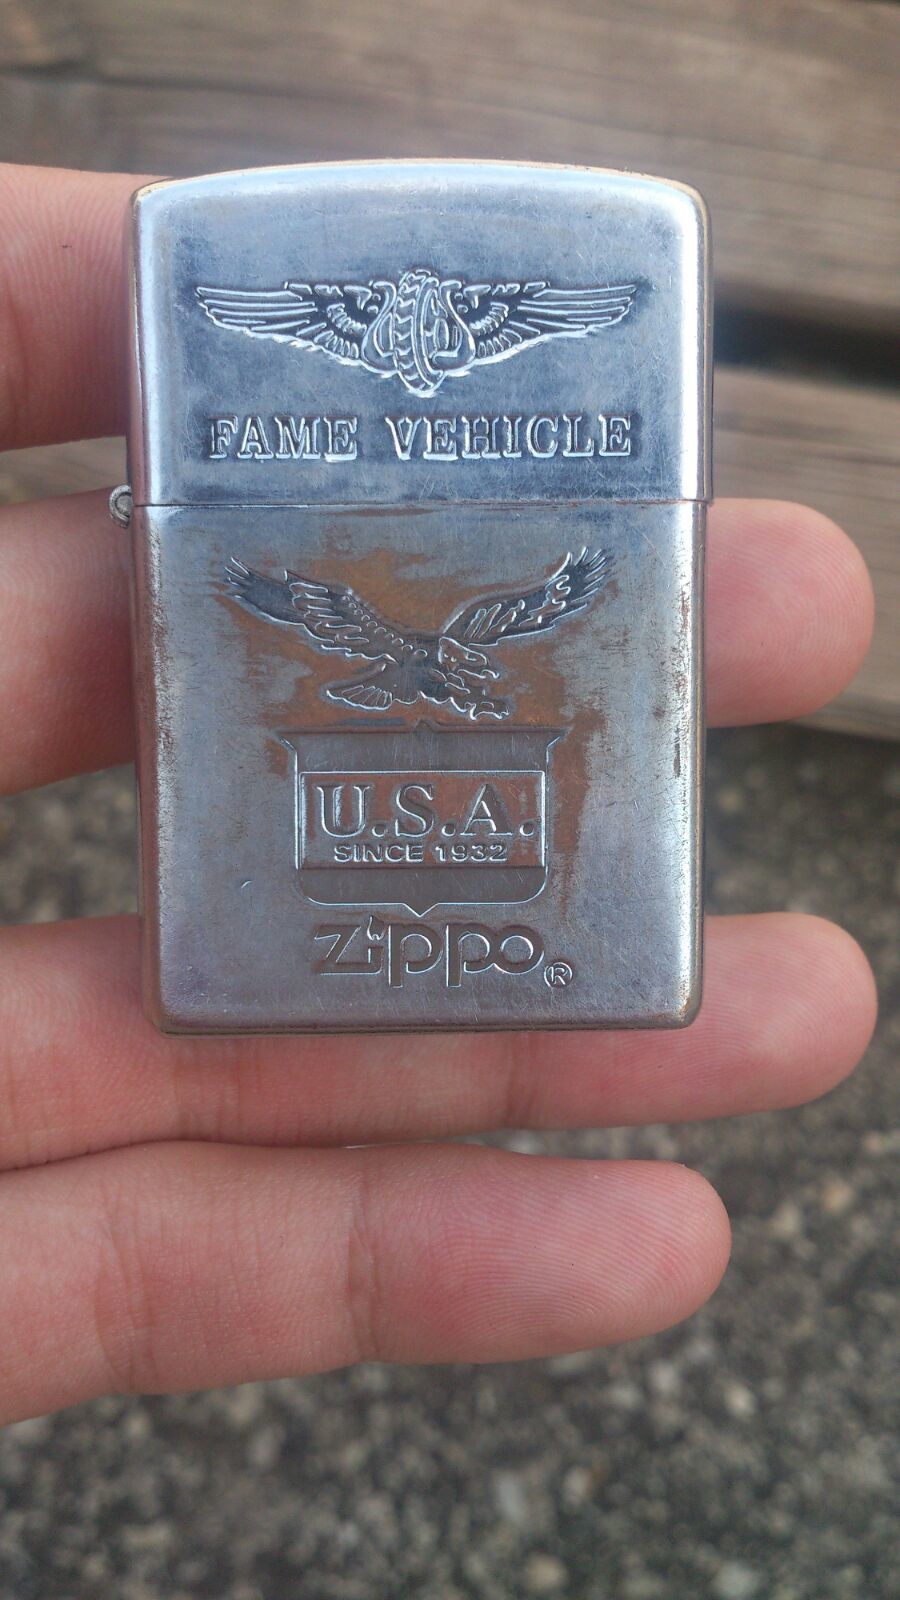 FAME VEHICLE
U.S.A.
SINCE 1932
Zippo®